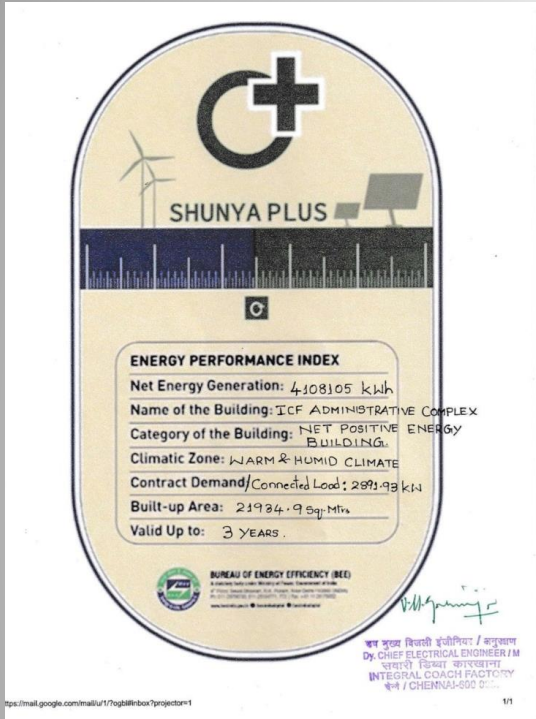 SHUNYA PLUS
ENERGY PERFORMANCE INDEX
Net Energy Generation: 4108105 kWh
Name of the Building: ICF ADMINISTRATIVE COMPLEX
Category of the Building: NET POSITIVE ENERGY
BUILDING.
Climatic Zone: WARM & HUMID CLIMATE
Contract Demand/Connected Load: 2891.93 kW
Built-up Area: 21934.9 Sq.Mtrs
Valid Up to: 3 YEARS.
BUREAU OF ENERGY EFFICIENCY (BEE)
उप मुख्य बिजली इंजीनियर / अनुरक्षण
Dy. CHIEF ELECTRICAL ENGINEER / M
सवारी डिब्बा कारखाना
INTEGRAL COACH FACTORY
चेन्नै / CHENNAI-600
ttps://mail.google.com/mail/u/1/?ogbl#inbox?projector=1
1/1